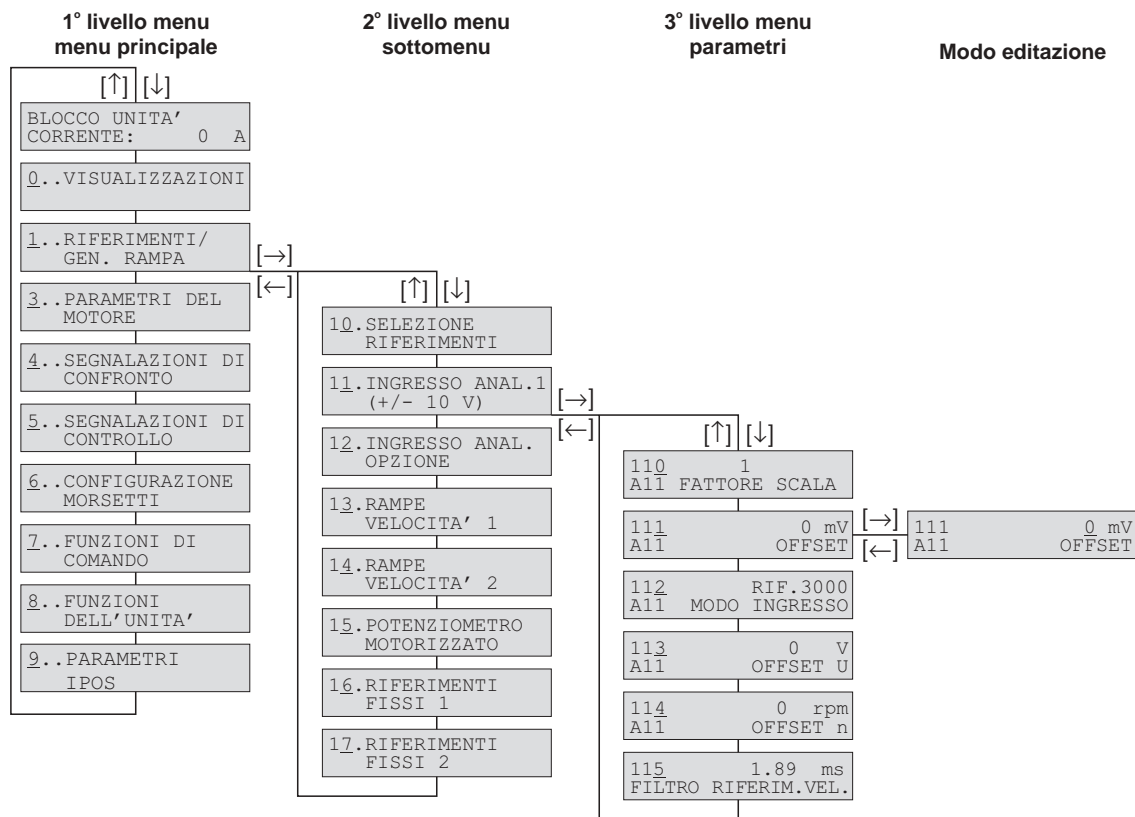 1° livello menu
menu principale
2° livello menu
sottomenu
3° livello menu
parametri
Modo editazione
[↑] [↓]
BLOCCO UNITA'
CORRENTE: 0 A
0..VISUALIZZAZIONI
1..RIFERIMENTI/
GEN. RAMPA
3..PARAMETRI DEL
MOTORE
4..SEGNALAZIONI DI
CONFRONTO
5..SEGNALAZIONI DI
CONTROLLO
6..CONFIGURAZIONE
MORSETTI
7..FUNZIONI DI
COMANDO
8..FUNZIONI
DELL'UNITA'
9..PARAMETRI
IPOS
[→]
[←]
[↑] [↓]
10.SELEZIONE
RIFERIMENTI
11.INGRESSO ANAL.1
(+/- 10 V)
12.INGRESSO ANAL.
OPZIONE
13.RAMPE
VELOCITA' 1
14.RAMPE
VELOCITA' 2
15.POTENZIOMETRO
MOTORIZZATO
16.RIFERIMENTI
FISSI 1
17.RIFERIMENTI
FISSI 2
[→]
[←]
[↑] [↓]
110 1
A11 FATTORE SCALA
111 0 mV
A11 OFFSET
112 RIF.3000
A11 MODO INGRESSO
113 0 V
A11 OFFSET U
114 0 rpm
A11 OFFSET n
115 1.89 ms
FILTRO RIFERIM.VEL.
[→]
[←]
111 0 mV
A11 OFFSET